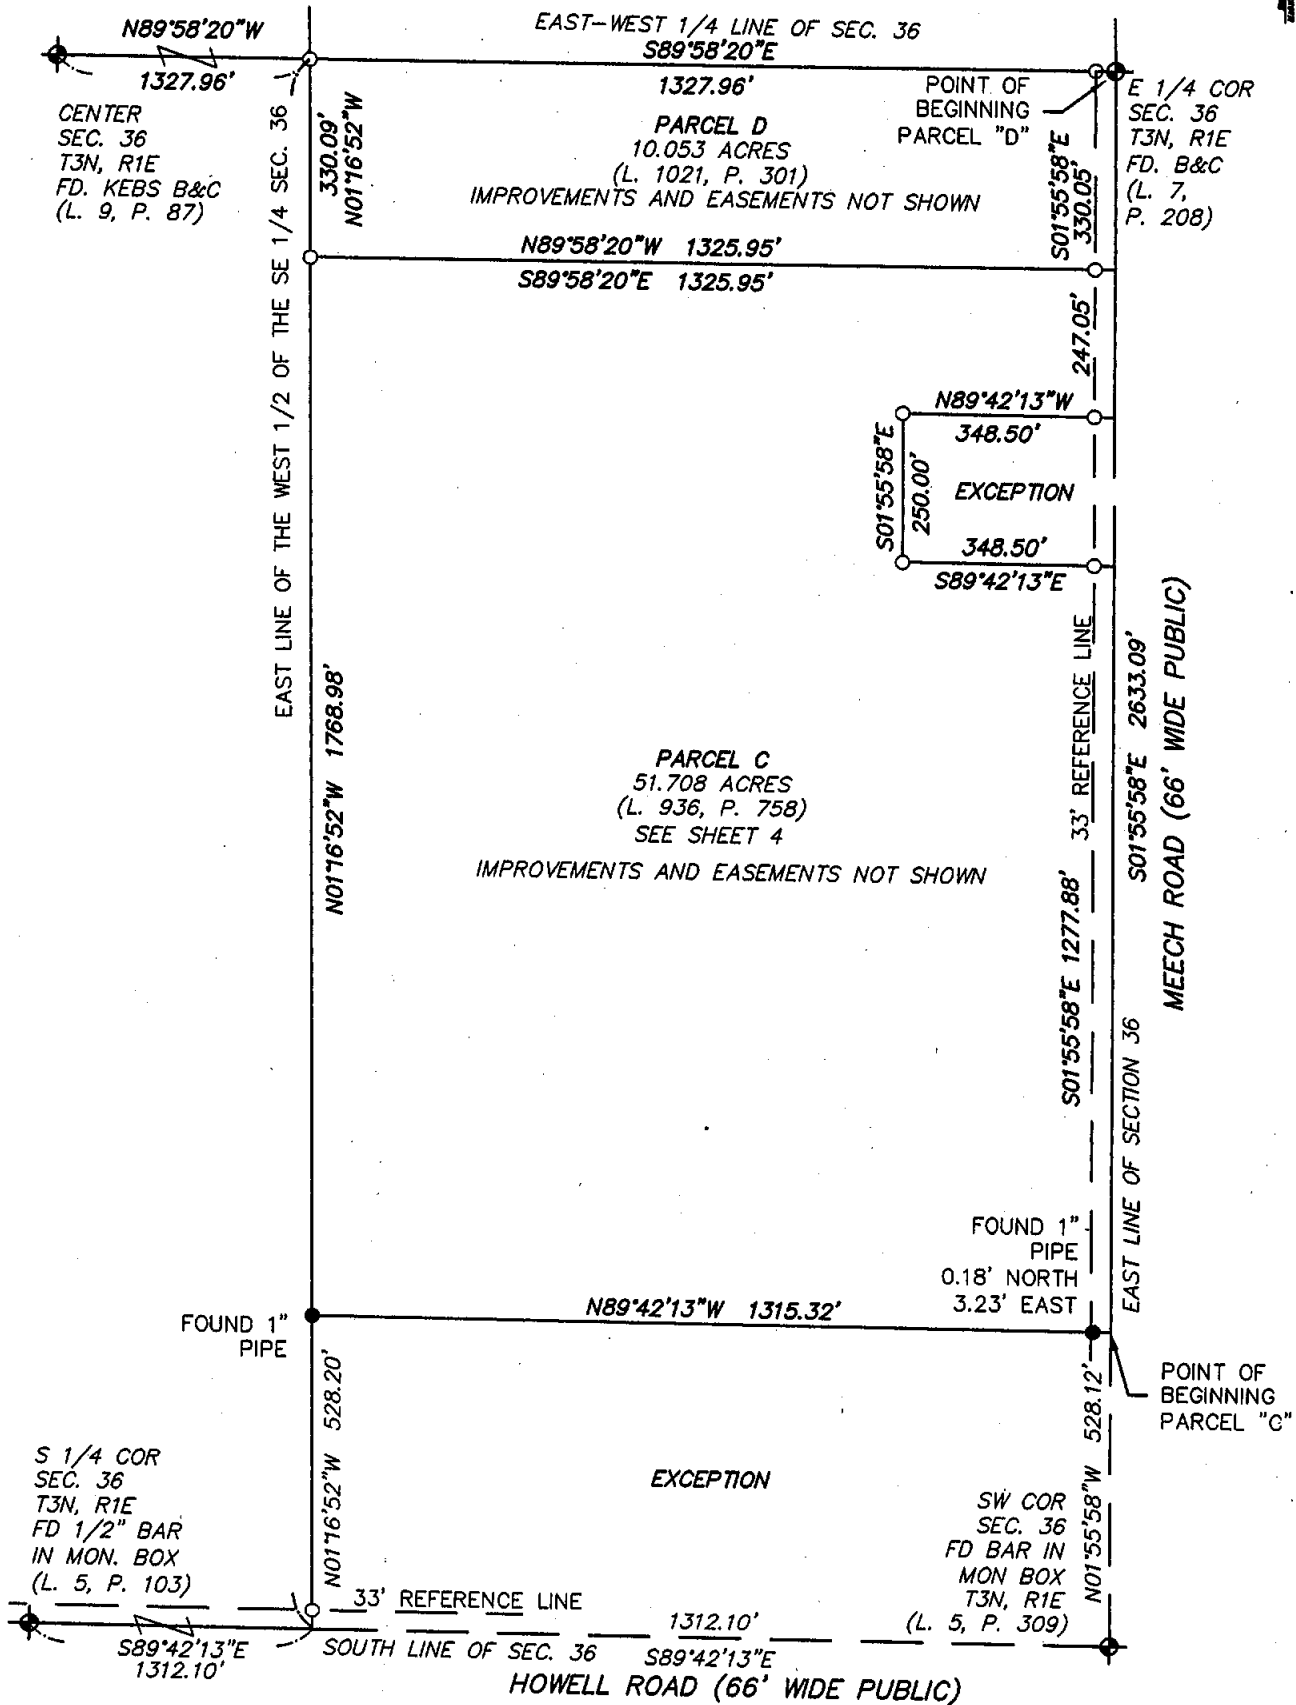 N89°58'20"W
1327.96'
EAST-WEST 1/4 LINE OF SEC. 36
S89°58'20"E
1327.96'
CENTER
SEC. 36
T3N, R1E
FD. KEBS B&C
(L. 9, P. 87)
330.09'
N01°16'52"W
PARCEL D
10.053 ACRES
(L. 1021, P. 301)
IMPROVEMENTS AND EASEMENTS NOT SHOWN
POINT OF
BEGINNING
PARCEL "D"
E 1/4 COR
SEC. 36
T3N, R1E
FD. B&C
(L. 7,
P. 208)
S01°55'58"E
330.05'
N89°58'20"W 1325.95'
S89°58'20"E 1325.95'
EAST LINE OF THE WEST 1/2 OF THE SE 1/4 SEC. 36
247.05'
N89°42'13"W
348.50'
S01°55'58"E
250.00'
EXCEPTION
348.50'
S89°42'13"E
N01°16'52"W 1768.98'
PARCEL C
51.708 ACRES
(L. 936, P. 758)
SEE SHEET 4
IMPROVEMENTS AND EASEMENTS NOT SHOWN
33' REFERENCE LINE
S01°55'58"E 1277.88'
S01°55'58"E 2633.09'
MEECH ROAD (66' WIDE PUBLIC)
EAST LINE OF SECTION 36
FOUND 1"
PIPE
0.18' NORTH
3.23' EAST
FOUND 1"
PIPE
N89°42'13"W 1315.32'
POINT OF
BEGINNING
PARCEL "C"
N01°16'52"W 528.20'
EXCEPTION
N01°55'58"W 528.12'
S 1/4 COR
SEC. 36
T3N, R1E
FD 1/2" BAR
IN MON. BOX
(L. 5, P. 103)
SW COR
SEC. 36
FD BAR IN
MON BOX
T3N, R1E
(L. 5, P. 309)
33' REFERENCE LINE
1312.10'
S89°42'13"E
1312.10'
SOUTH LINE OF SEC. 36
S89°42'13"E
HOWELL ROAD (66' WIDE PUBLIC)